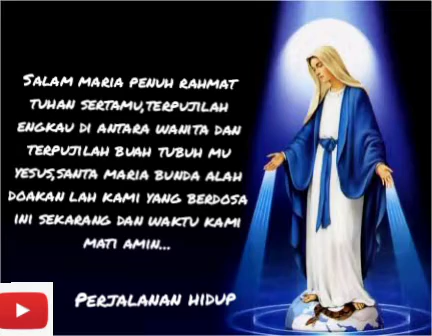 Salam maria penuh rahmat
tuhan sertamu,terpujilah
engkau di antara wanita dan
terpujilah buah tubuh mu
yesus,santa maria bunda alah
doakan lah kami yang berdosa
ini sekarang dan waktu kami
mati amin...
Perjalanan hidup